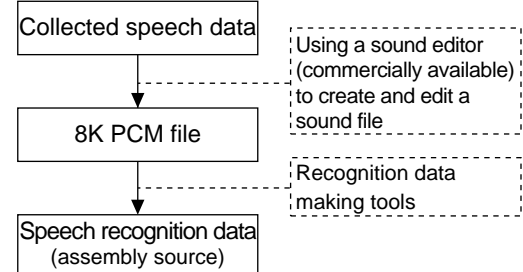 Collected speech data
Using a sound editor
(commercially available)
to create and edit a
sound file
8K PCM file
Recognition data
making tools
Speech recognition data
(assembly source)